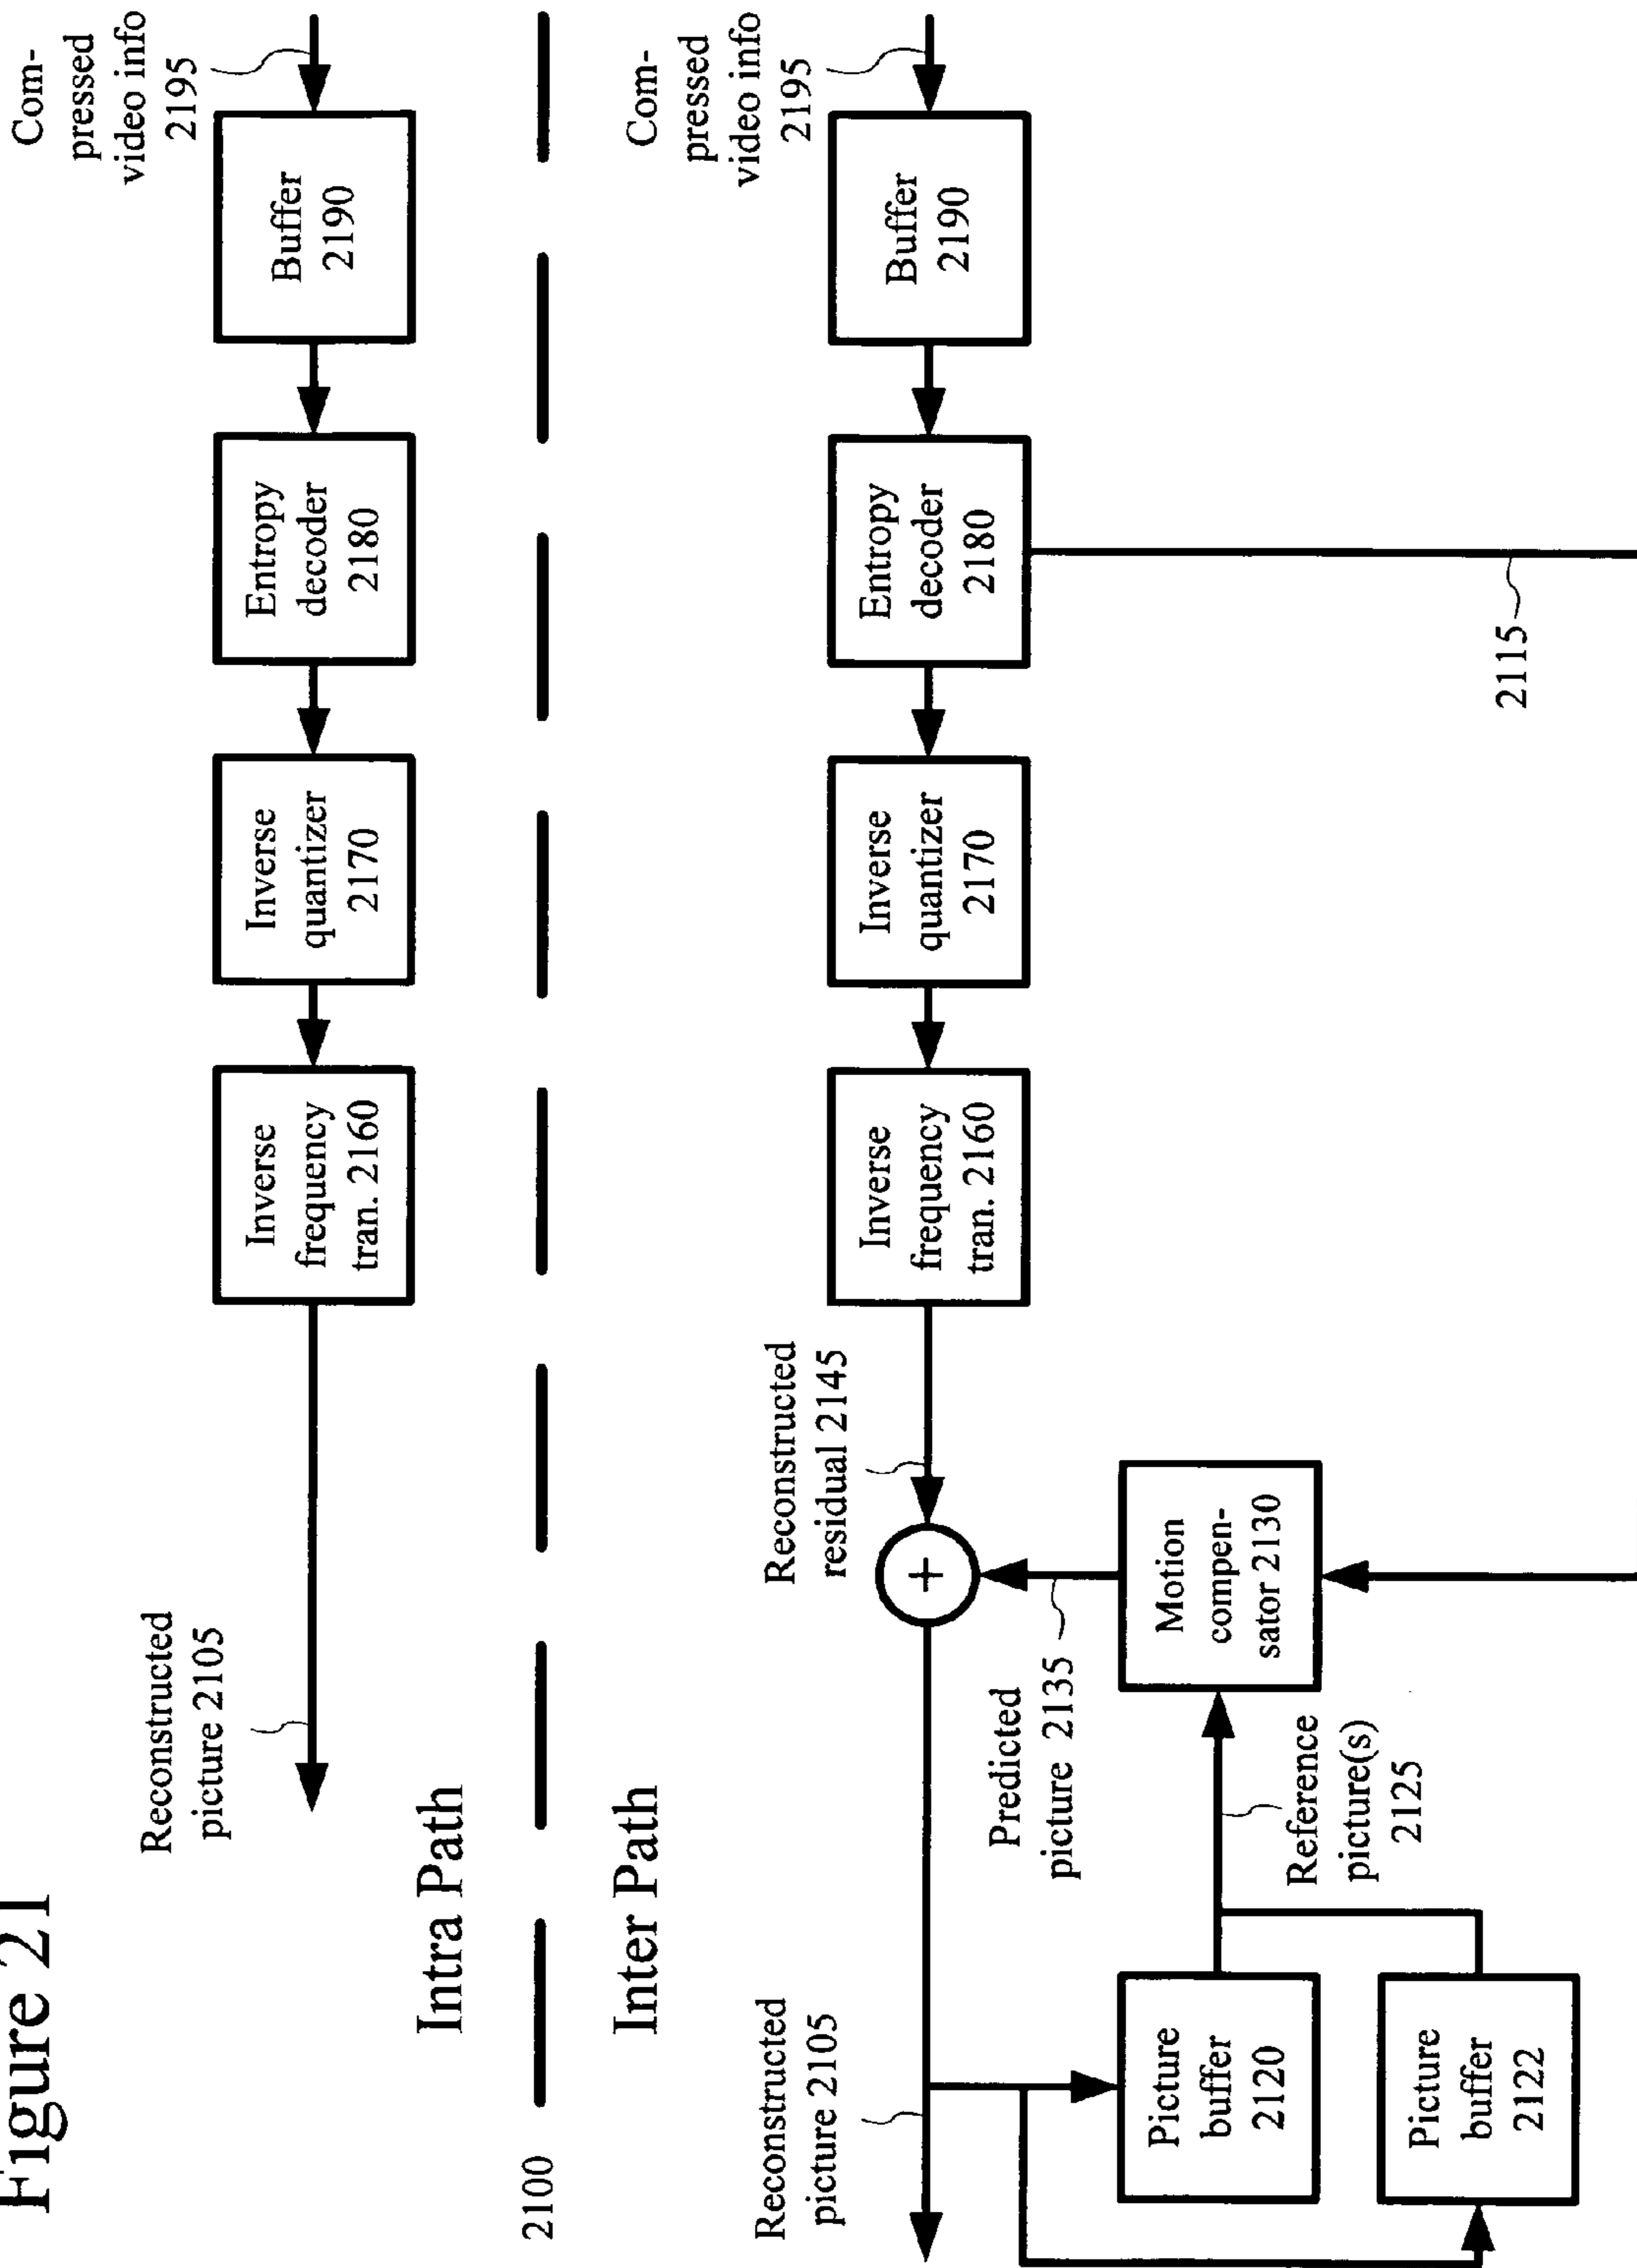 Figure 21
Reconstructed
picture 2105
Inverse
frequency
tran. 2160
Inverse
quantizer
2170
Entropy
decoder
2180
Buffer
2190
Com-
pressed
video info
2195
Intra Path
2100
Inter Path
Reconstructed
picture 2105
Reconstructed
residual 2145
+
Inverse
frequency
tran. 2160
Inverse
quantizer
2170
Entropy
decoder
2180
Buffer
2190
Com-
pressed
video info
2195
Predicted
picture 2135
Motion
compen-
sator 2130
Picture
buffer
2120
Reference
picture(s)
2125
Picture
buffer
2122
2115